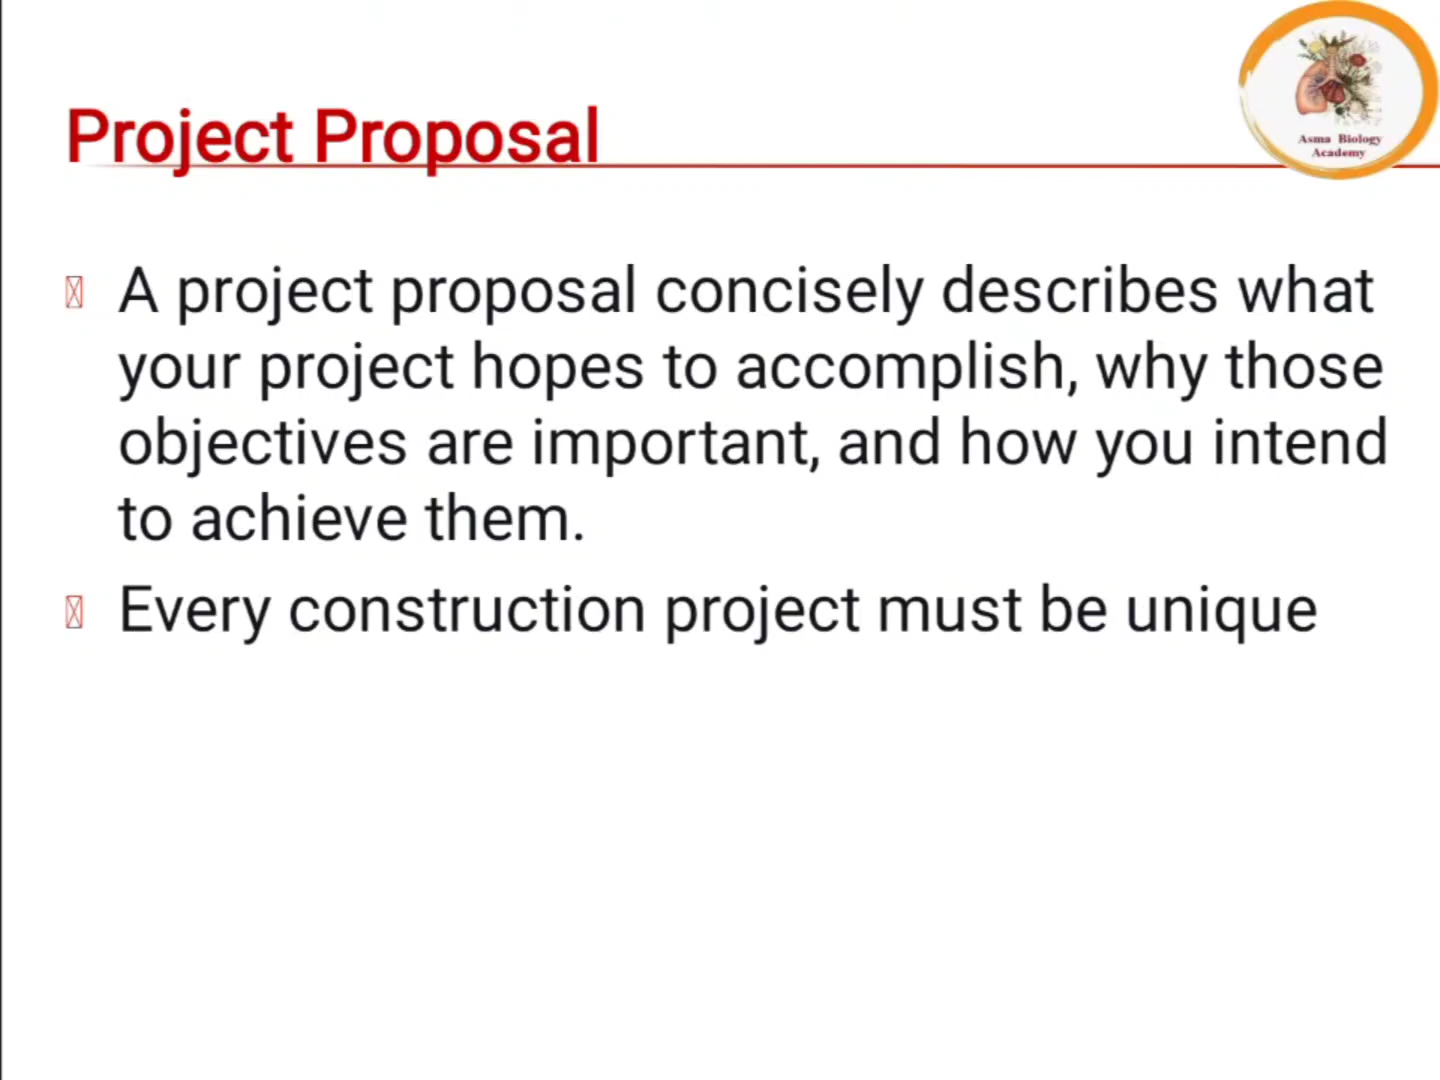 Asma Biology
Academy
Project Proposal
A project proposal concisely describes what
your project hopes to accomplish, why those
objectives are important, and how you intend
to achieve them.
Every construction project must be unique